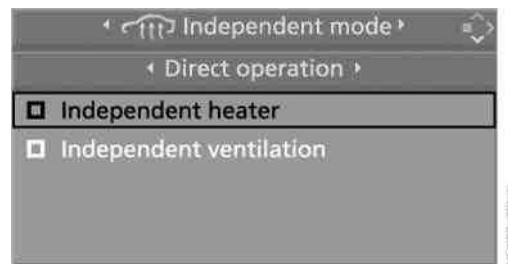 Independent mode
Direct operation
Independent heater
Independent ventilation